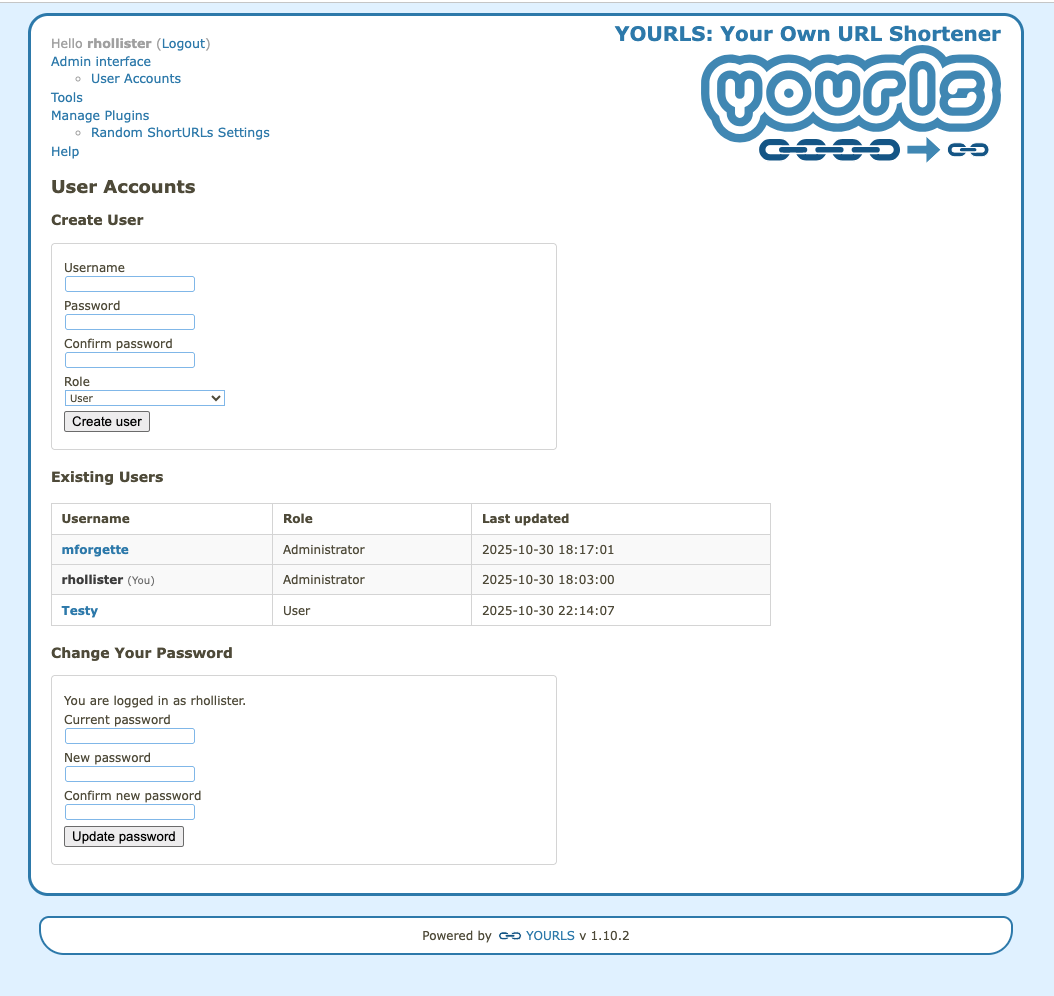 YOURLS: Your Own URL Shortener
yourls
Hello rhollister (Logout)
Admin interface
User Accounts
Tools
Manage Plugins
Random ShortURLs Settings
Help
User Accounts
Create User
Username
Password
Confirm password
Role
User
Create user
Existing Users
Username Role Last updated
mforgette Administrator 2025-10-30 18:17:01
rhollister (You) Administrator 2025-10-30 18:03:00
Testy User 2025-10-30 22:14:07
Change Your Password
You are logged in as rhollister.
Current password
New password
Confirm new password
Update password
Powered by YOURLS v 1.10.2